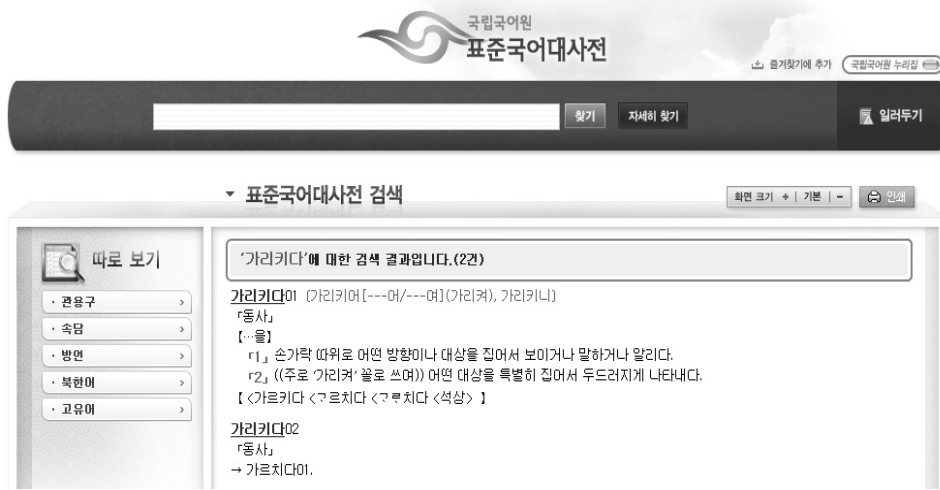 국립국어원
표준국어대사전
즐겨찾기에 추가 국립국어원 누리집
찾기 자세히 찾기 일러두기
표준국어대사전 검색
화면 크기 + | 기본 | - 인쇄
따로 보기
· 관용구 >
· 속담 >
· 방언 >
· 북한어 >
· 고유어 >
'가리키다'에 대한 검색 결과입니다.(2건)
가리키다01 〔가리키어[---어/---여](가리켜), 가리키니〕
「동사」
【…을】
「1」 손가락 따위로 어떤 방향이나 대상을 집어서 보이거나 말하거나 알리다.
「2」 ((주로 '가리켜' 꼴로 쓰여)) 어떤 대상을 특별히 집어서 두드러지게 나타내다.
【<가르키다<ᄀᆞ르치다<ᄀᆞᄅᆞ치다<석상>】
가리키다02
「동사」
→ 가르치다01.